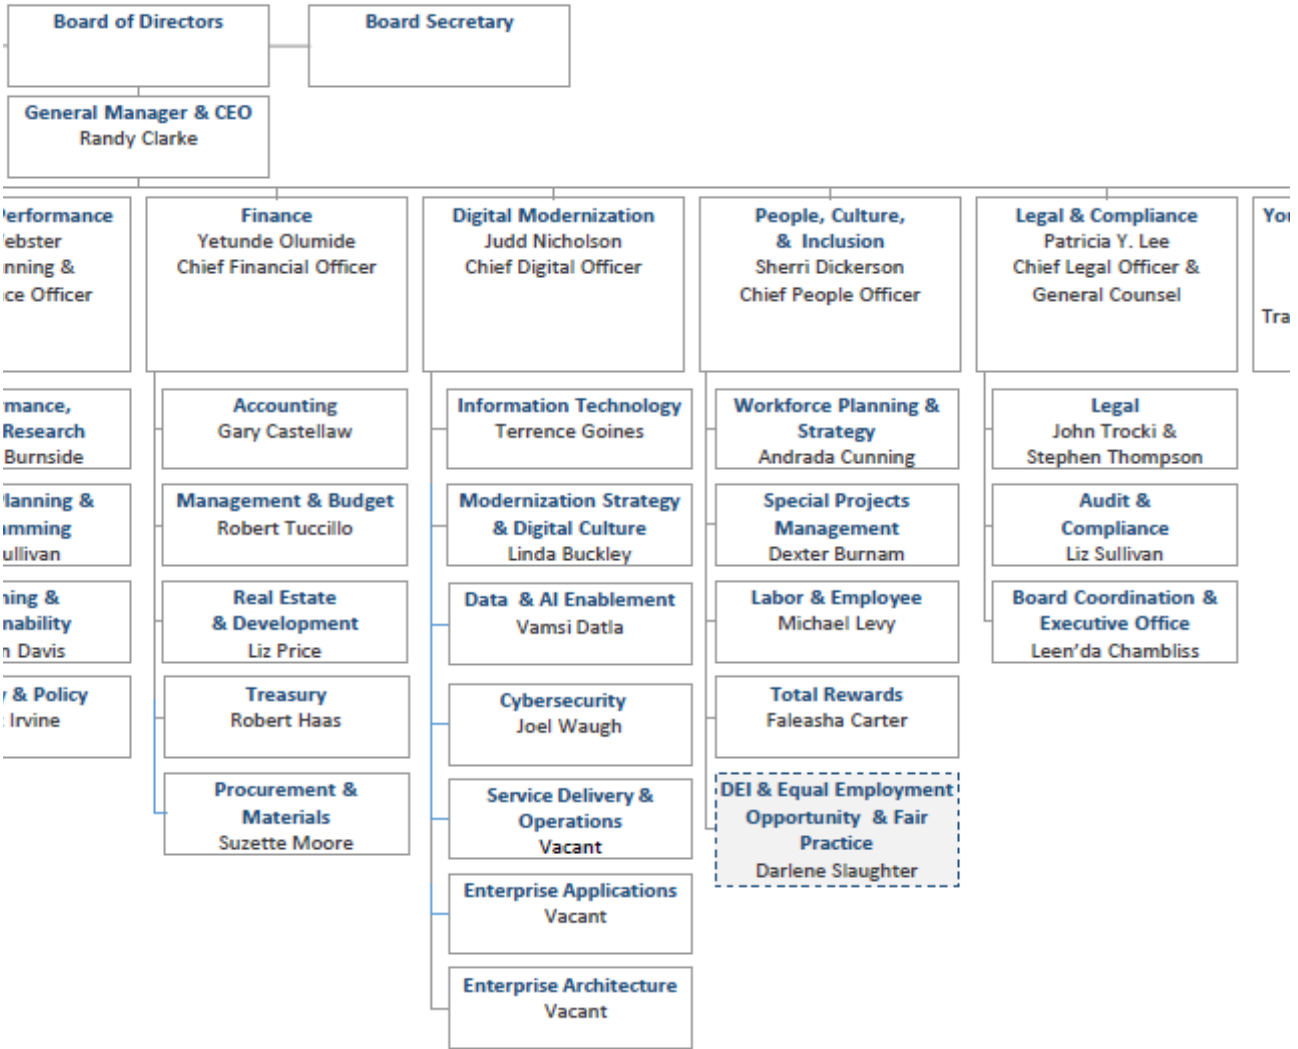 Board of Directors
Board Secretary
General Manager & CEO
Randy Clarke
Finance
Yetunde Olumide
Chief Financial Officer
Digital Modernization
Judd Nicholson
Chief Digital Officer
People, Culture,
& Inclusion
Sherri Dickerson
Chief People Officer
Legal & Compliance
Patricia Y. Lee
Chief Legal Officer &
General Counsel
Research
Burnside
&
& Policy
Irvine
Davis
&
Officer
Accounting
Gary Castellaw
Management & Budget
Robert Tuccillo
Real Estate
& Development
Liz Price
Treasury
Robert Haas
Procurement &
Materials
Suzette Moore
Information Technology
Terrence Goines
Modernization Strategy
& Digital Culture
Linda Buckley
Data & AI Enablement
Vamsi Datla
Cybersecurity
Joel Waugh
Service Delivery &
Operations
Vacant
Enterprise Applications
Vacant
Enterprise Architecture
Vacant
Workforce Planning &
Strategy
Andrada Cunning
Special Projects
Management
Dexter Burnam
Labor & Employee
Michael Levy
Total Rewards
Faleasha Carter
DEI & Equal Employment
Opportunity & Fair
Practice
Darlene Slaughter
Legal
John Trocki &
Stephen Thompson
Audit &
Compliance
Liz Sullivan
Board Coordination &
Executive Office
Leen’da Chambliss